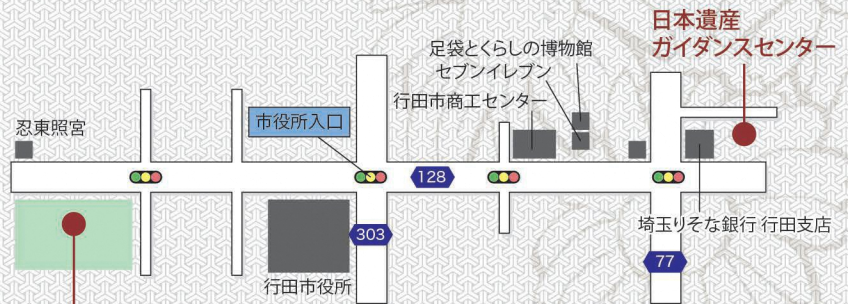 日本遺産
ガイダンスセンター
足袋とくらしの博物館
セブンイレブン
行田市商工センター
市役所入口
忍東照宮
128
303
埼玉りそな銀行 行田支店
77
行田市役所